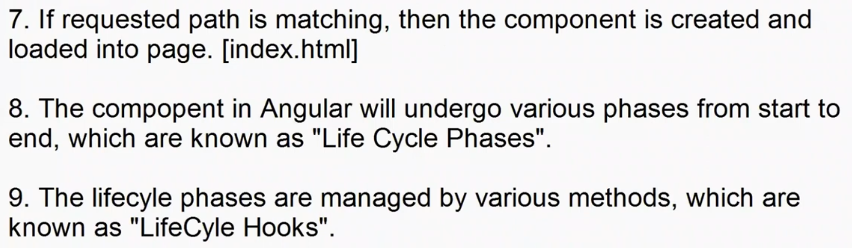 7. If requested path is matching, then the component is created and
loaded into page. [index.html]
8. The compopent in Angular will undergo various phases from start to
end, which are known as "Life Cycle Phases".
9. The lifecyle phases are managed by various methods, which are
known as "LifeCyle Hooks".